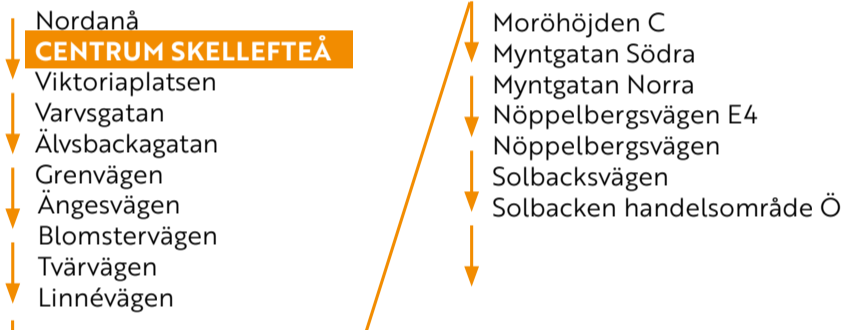 Nordanå
CENTRUM SKELLEFTEÅ
Viktoriaplatsen
Varvsgatan
Älvsbackagatan
Grenvägen
Ängesvägen
Blomstervägen
Tvärvägen
Linnévägen
Moröhöjden C
Myntgatan Södra
Myntgatan Norra
Nöppelbergsvägen E4
Nöppelbergsvägen
Solbacksvägen
Solbacken handelsområde Ö